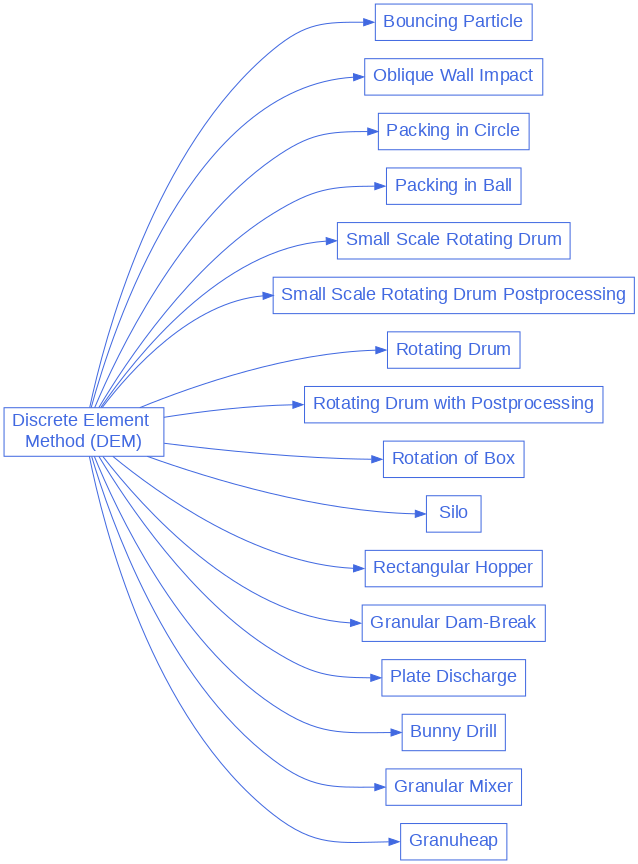 Bouncing Particle
Oblique Wall Impact
Packing in Circle
Packing in Ball
Small Scale Rotating Drum
Small Scale Rotating Drum Postprocessing
Rotating Drum
Rotating Drum with Postprocessing
Discrete Element
Method (DEM)
Rotation of Box
Silo
Rectangular Hopper
Granular Dam-Break
Plate Discharge
Bunny Drill
Granular Mixer
Granuheap